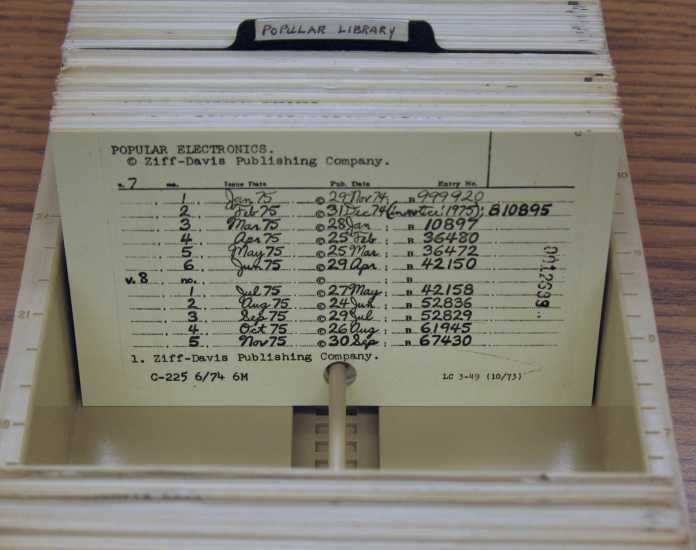 POPULAR LIBRARY
POPULAR ELECTRONICS.
© Ziff-Davis Publishing Company.
v. 7 no. Issue Date Pub. Date Entry No.
1 Jan 75 © 29 Nov 74; B 999920
2 Feb 75 © 31 Dec 74 (in notice: 1975); B10895
3 Mar 75 © 28 Jan ; B 10897
4 Apr 75 © 25 Feb ; B 36480
5 May 75 © 25 Mar ; B 36472
6 Jun 75 © 29 Apr ; B 42150
v. 8 no. © B
1 Jul 75 © 27 May ; B 42158
2 Aug 75 © 24 Jun ; B 52836
3 Sep 75 © 29 Jul ; B 52829
4 Oct 75 © 26 Aug ; B 61945
5 Nov 75 © 30 Sep ; B 67430
1. Ziff-Davis Publishing Company.
C-225 6/74 6M LC 3-49 (10/73)